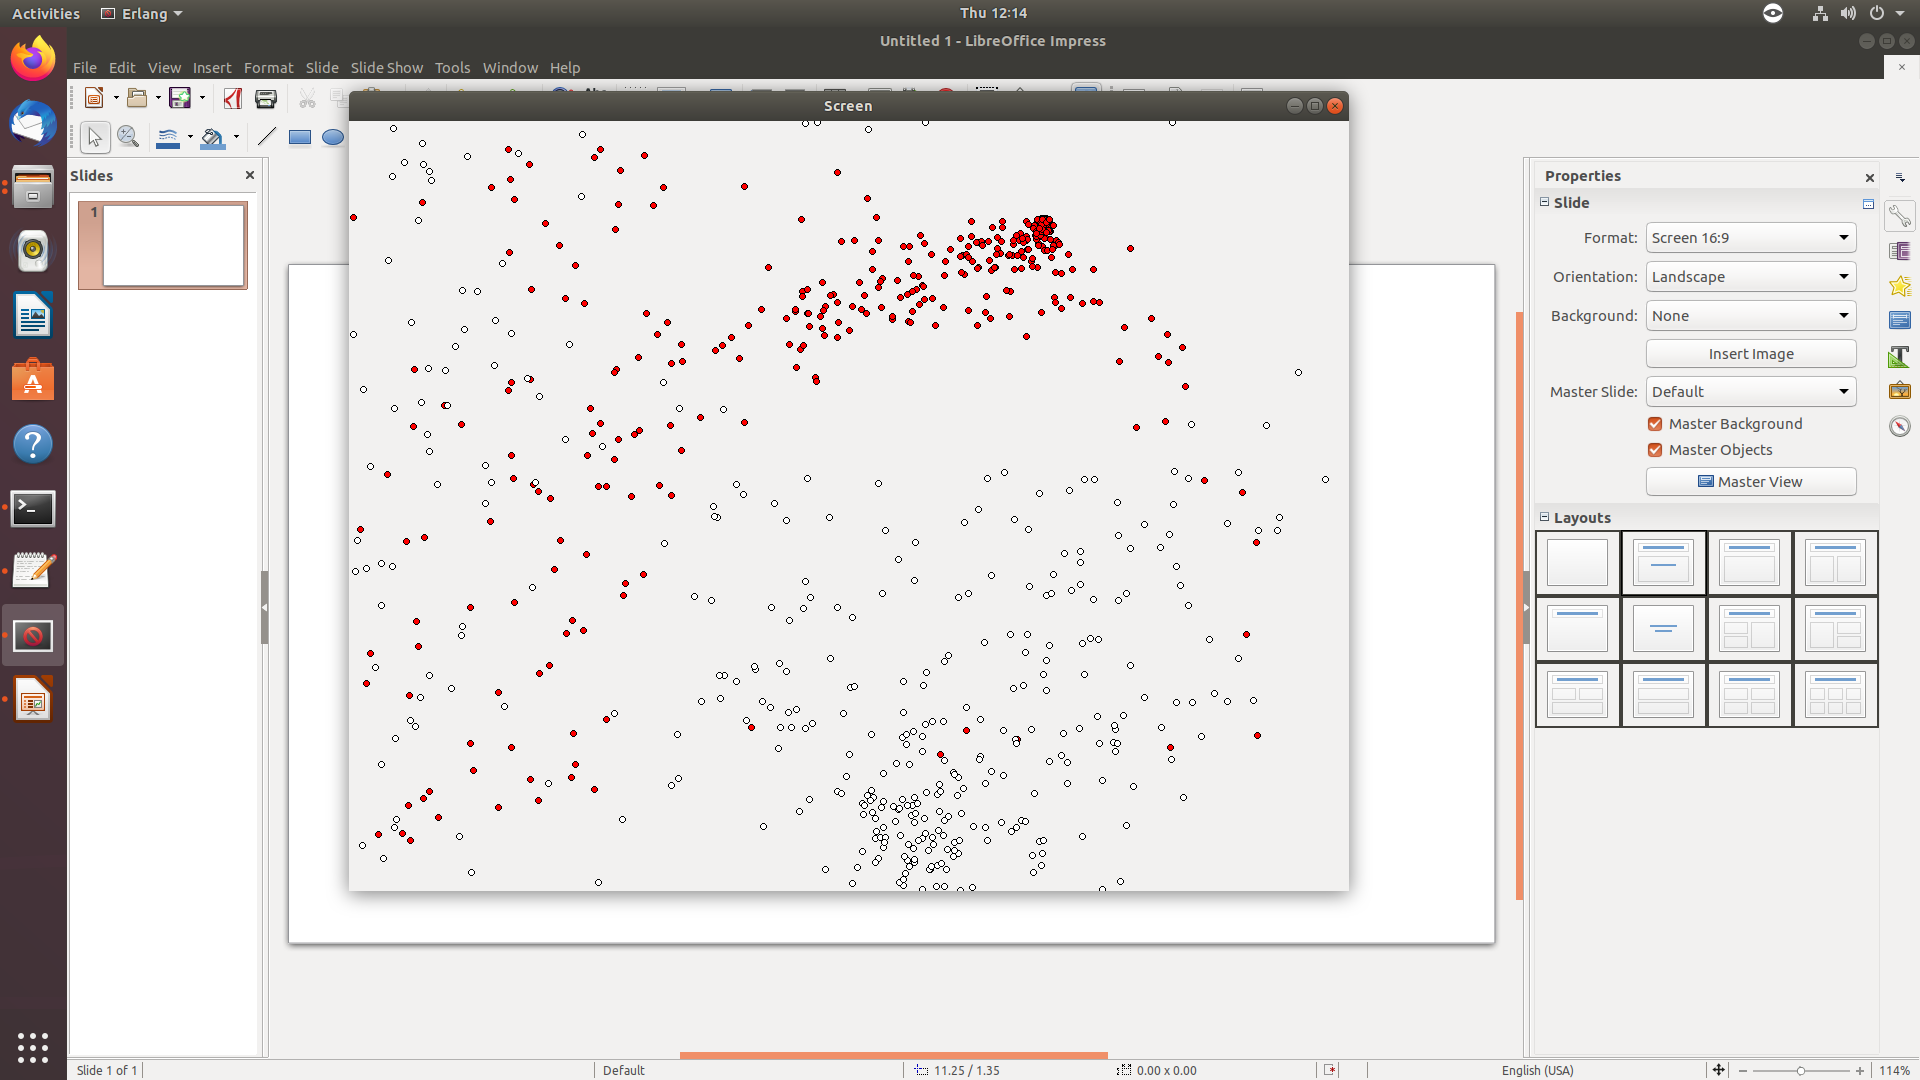 Activities
Erlang
Thu 12:14
Untitled 1 - LibreOffice Impress
File Edit View Insert Format Slide Slide Show Tools Window Help
Screen
Slides
1
Properties
Slide
Format: Screen 16:9
Orientation: Landscape
Background: None
Insert Image
Master Slide: Default
Master Background
Master Objects
Master View
Layouts
Slide 1 of 1
Default
11.25 / 1.35
0.00 x 0.00
English (USA)
114%